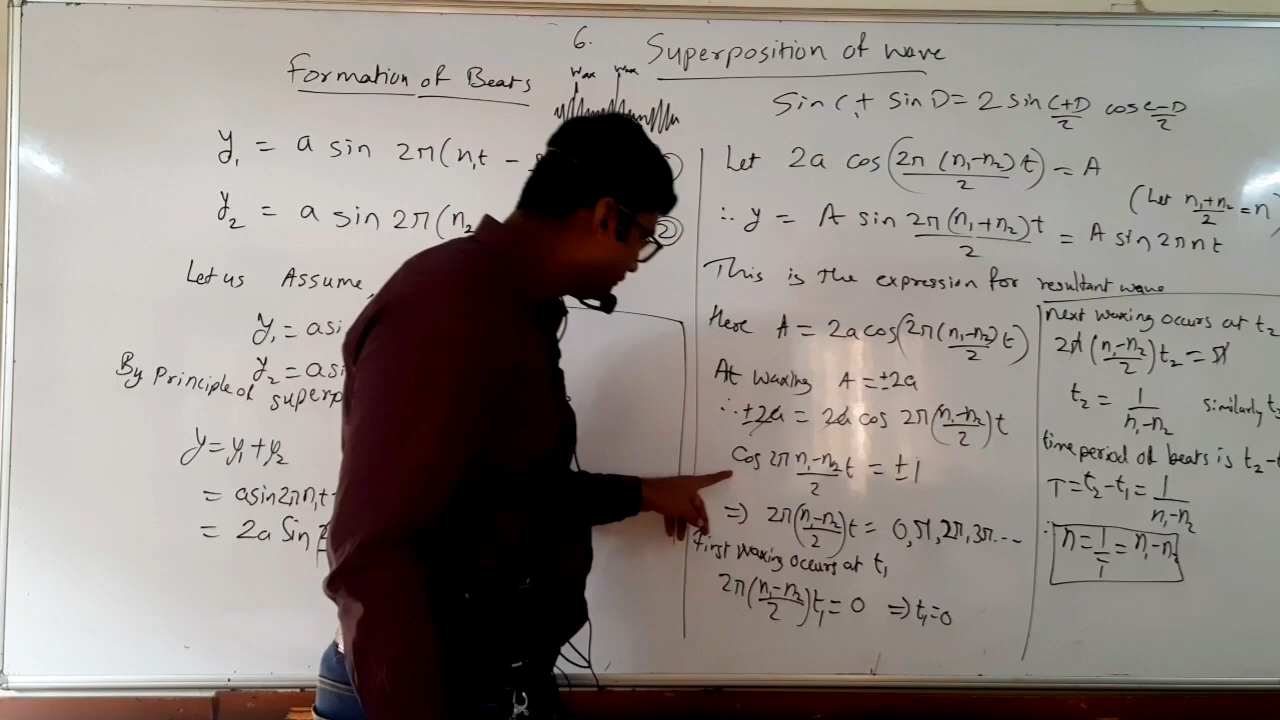 6. Superposition of wave
Formation of Beats
Wax Wax
y₁ = a sin 2π(n₁t -
y₂ = a sin 2π(n₂
2)
Let us Assume,
y₁ = asi
y₂ = asi
By Principle of superp
y = y₁ + y₂
= asin2πn₁t
= 2a Sin
Sin C + Sin D = 2 sin (C+D)/2 cos (C-D)/2
Let 2a cos(2π (n₁-n₂)/2 t) = A
(Let (n₁+n₂)/2 = n)
∴ y = A sin 2π(n₁+n₂)t/2 = A sin 2πnt
This is the expression for resultant wave
Here A = 2a cos(2π(n₁-n₂)/2 t)
At waxing A = ±2a
∴ ±2a = 2a cos 2π((n₁-n₂)/2)t
Cos 2π (n₁-n₂)/2 t = ±1
⇒ 2π((n₁-n₂)/2)t = 0, π, 2π, 3π...
First waxing occurs at t₁
2π((n₁-n₂)/2)t₁ = 0 ⇒ t₁ = 0
next waxing occurs at t₂
2π((n₁-n₂)/2)t₂ = π
t₂ = 1/(n₁-n₂) similarly t₃
time period of beats is t₂-t
T = t₂-t₁ = 1/(n₁-n₂)
∴ n = 1/T = n₁-n₂